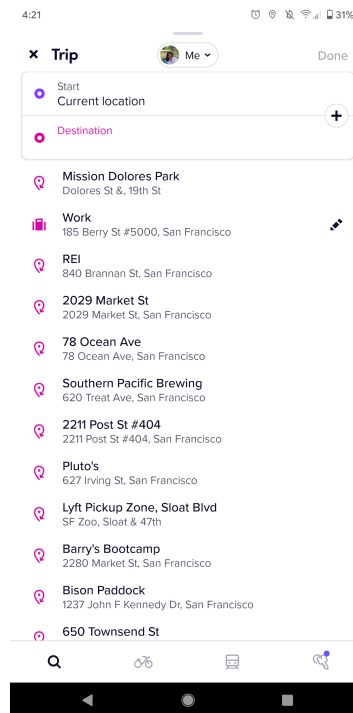 4:21
31%
Trip
Me
Done
Start
Current location
Destination
Mission Dolores Park
Dolores St &, 19th St
Work
185 Berry St #5000, San Francisco
REI
840 Brannan St, San Francisco
2029 Market St
2029 Market St, San Francisco
78 Ocean Ave
78 Ocean Ave, San Francisco
Southern Pacific Brewing
620 Treat Ave, San Francisco
2211 Post St #404
2211 Post St #404, San Francisco
Pluto's
627 Irving St, San Francisco
Lyft Pickup Zone, Sloat Blvd
SF Zoo, Sloat & 47th
Barry's Bootcamp
2280 Market St, San Francisco
Bison Paddock
1237 John F Kennedy Dr, San Francisco
650 Townsend St